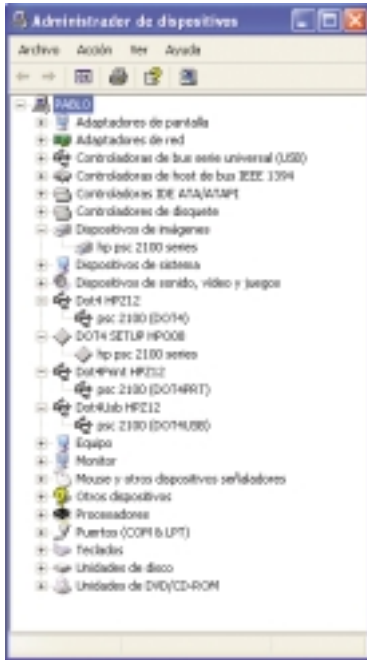 Administrador de dispositivos
Archivo Acción Ver Ayuda
PABLO
Adaptadores de pantalla
Adaptadores de red
Controladoras de bus serie universal (USB)
Controladoras de host de bus IEEE 1394
Controladoras IDE ATA/ATAPI
Controladores de disquete
Dispositivos de imágenes
hp psc 2100 series
Dispositivos de sistema
Dispositivos de sonido, vídeo y juegos
Dot4 HPZ12
psc 2100 (DOT4)
DOT4 SETUP HP008
hp psc 2100 series
Dot4Print HPZ12
psc 2100 (DOT4PRT)
Dot4Usb HPZ12
psc 2100 (DOT4USB)
Equipo
Monitor
Mouse y otros dispositivos señaladores
Otros dispositivos
Procesadores
Puertos (COM & LPT)
Teclados
Unidades de disco
Unidades de DVD/CD-ROM